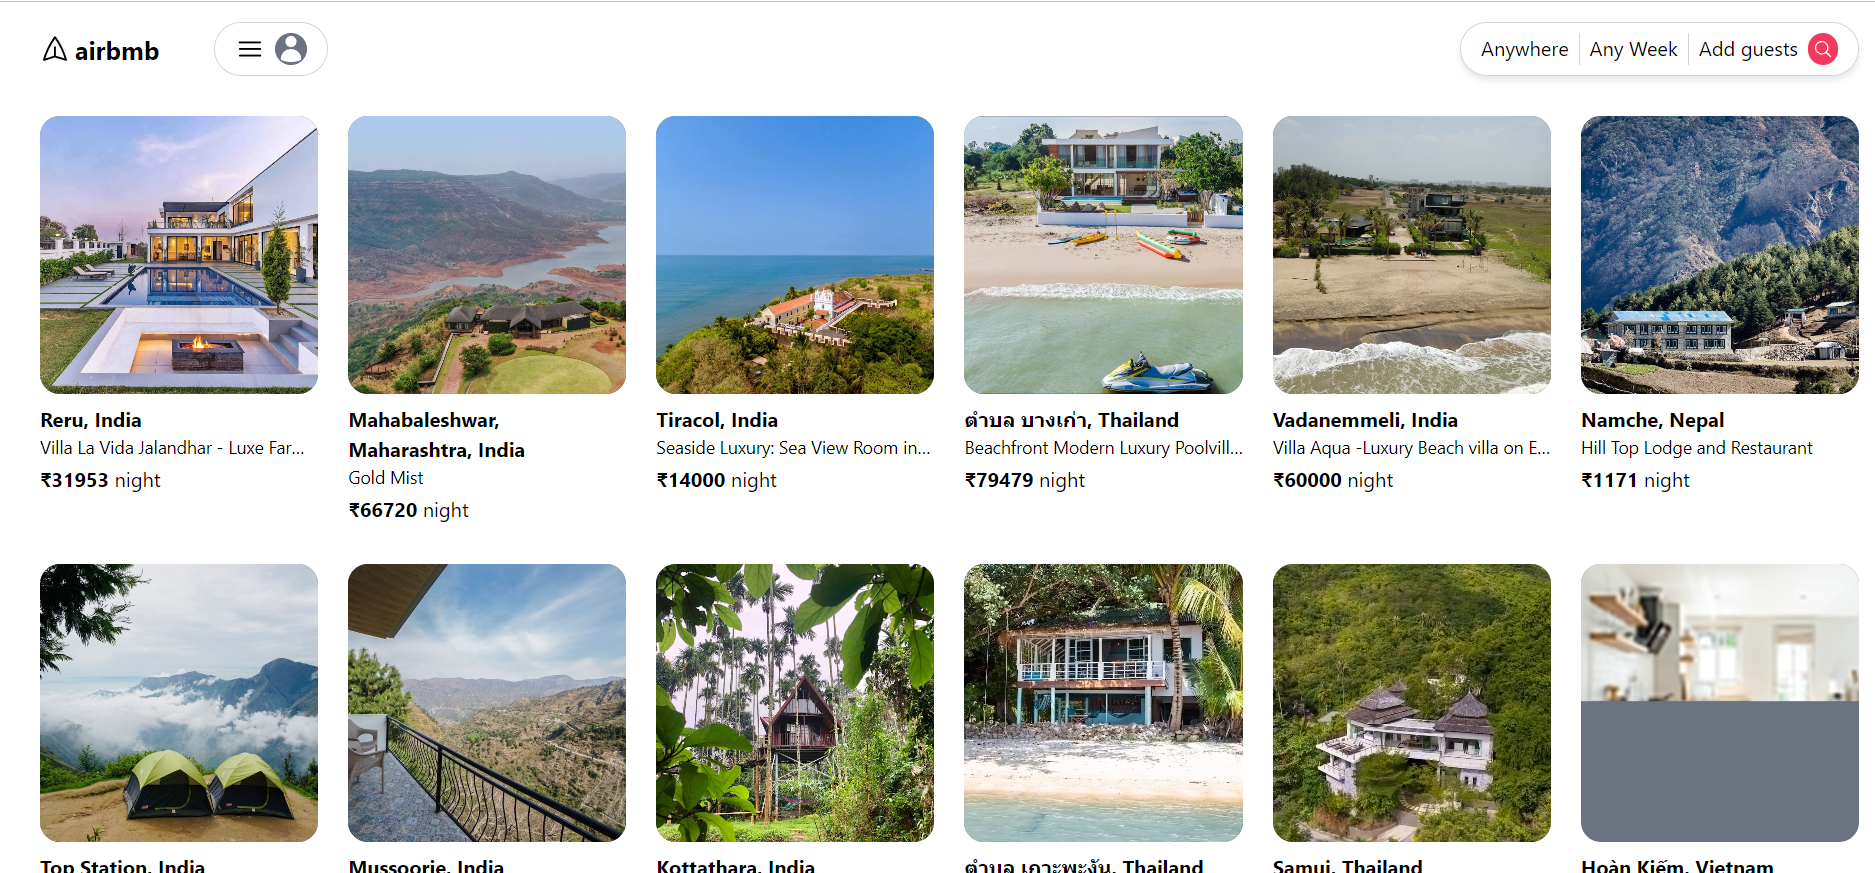 airbmb
Anywhere Any Week Add guests
Reru, India
Villa La Vida Jalandhar - Luxe Far...
₹31953 night
Mahabaleshwar,
Maharashtra, India
Gold Mist
₹66720 night
Tiracol, India
Seaside Luxury: Sea View Room in...
₹14000 night
ตำบล บางเก่า, Thailand
Beachfront Modern Luxury Poolvill...
₹79479 night
Vadanemmeli, India
Villa Aqua -Luxury Beach villa on E...
₹60000 night
Namche, Nepal
Hill Top Lodge and Restaurant
₹1171 night
Top Station, India
Mussoorie, India
Kottathara, India
ตำบล เกาะพะงัน, Thailand
Samui, Thailand
Hoàn Kiếm, Vietnam